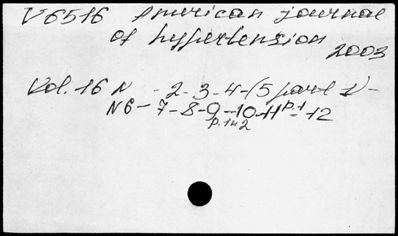 V6516 American journal
of hypertension
2003
Vol. 16 N - 2-3-4-(5 part 1)-
N6-7-8-9-10-11 p.1-12
p.1 и 2